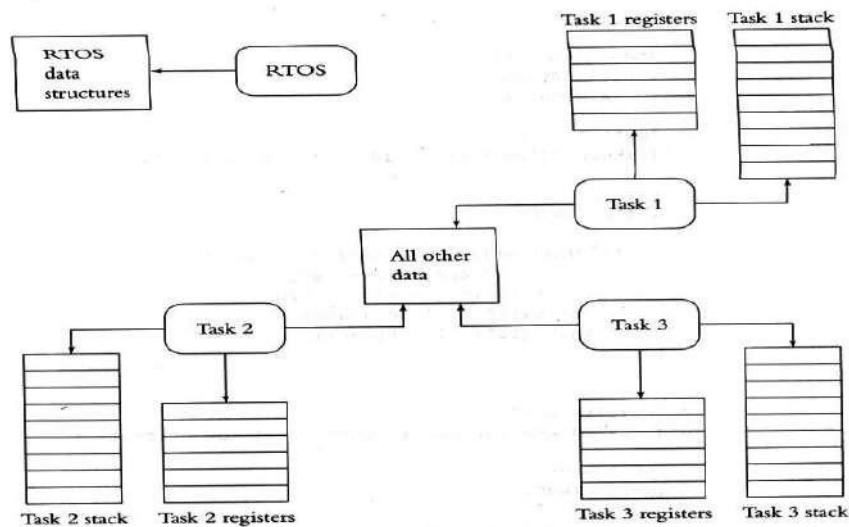 Task 1 registers
Task 1 stack
RTOS
data
structures
RTOS
Task 1
All other
data
Task 2
Task 3
Task 2 stack
Task 2 registers
Task 3 registers
Task 3 stack